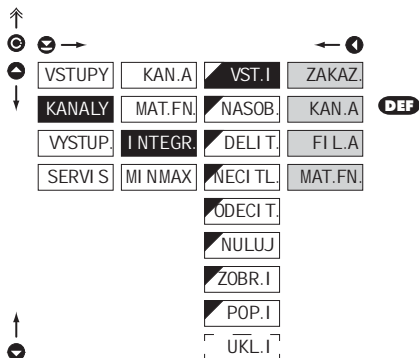 VSTUPY KAN.A VST.I ZAKAZ.
KANALY MAT.FN. NASOB. KAN.A DEF
VYSTUP. INTEGR. DELIT. FIL.A
SERVIS MINMAX NECITL. MAT.FN.
ODECIT.
NULUJ
ZOBR.I
POP.I
UKL.I